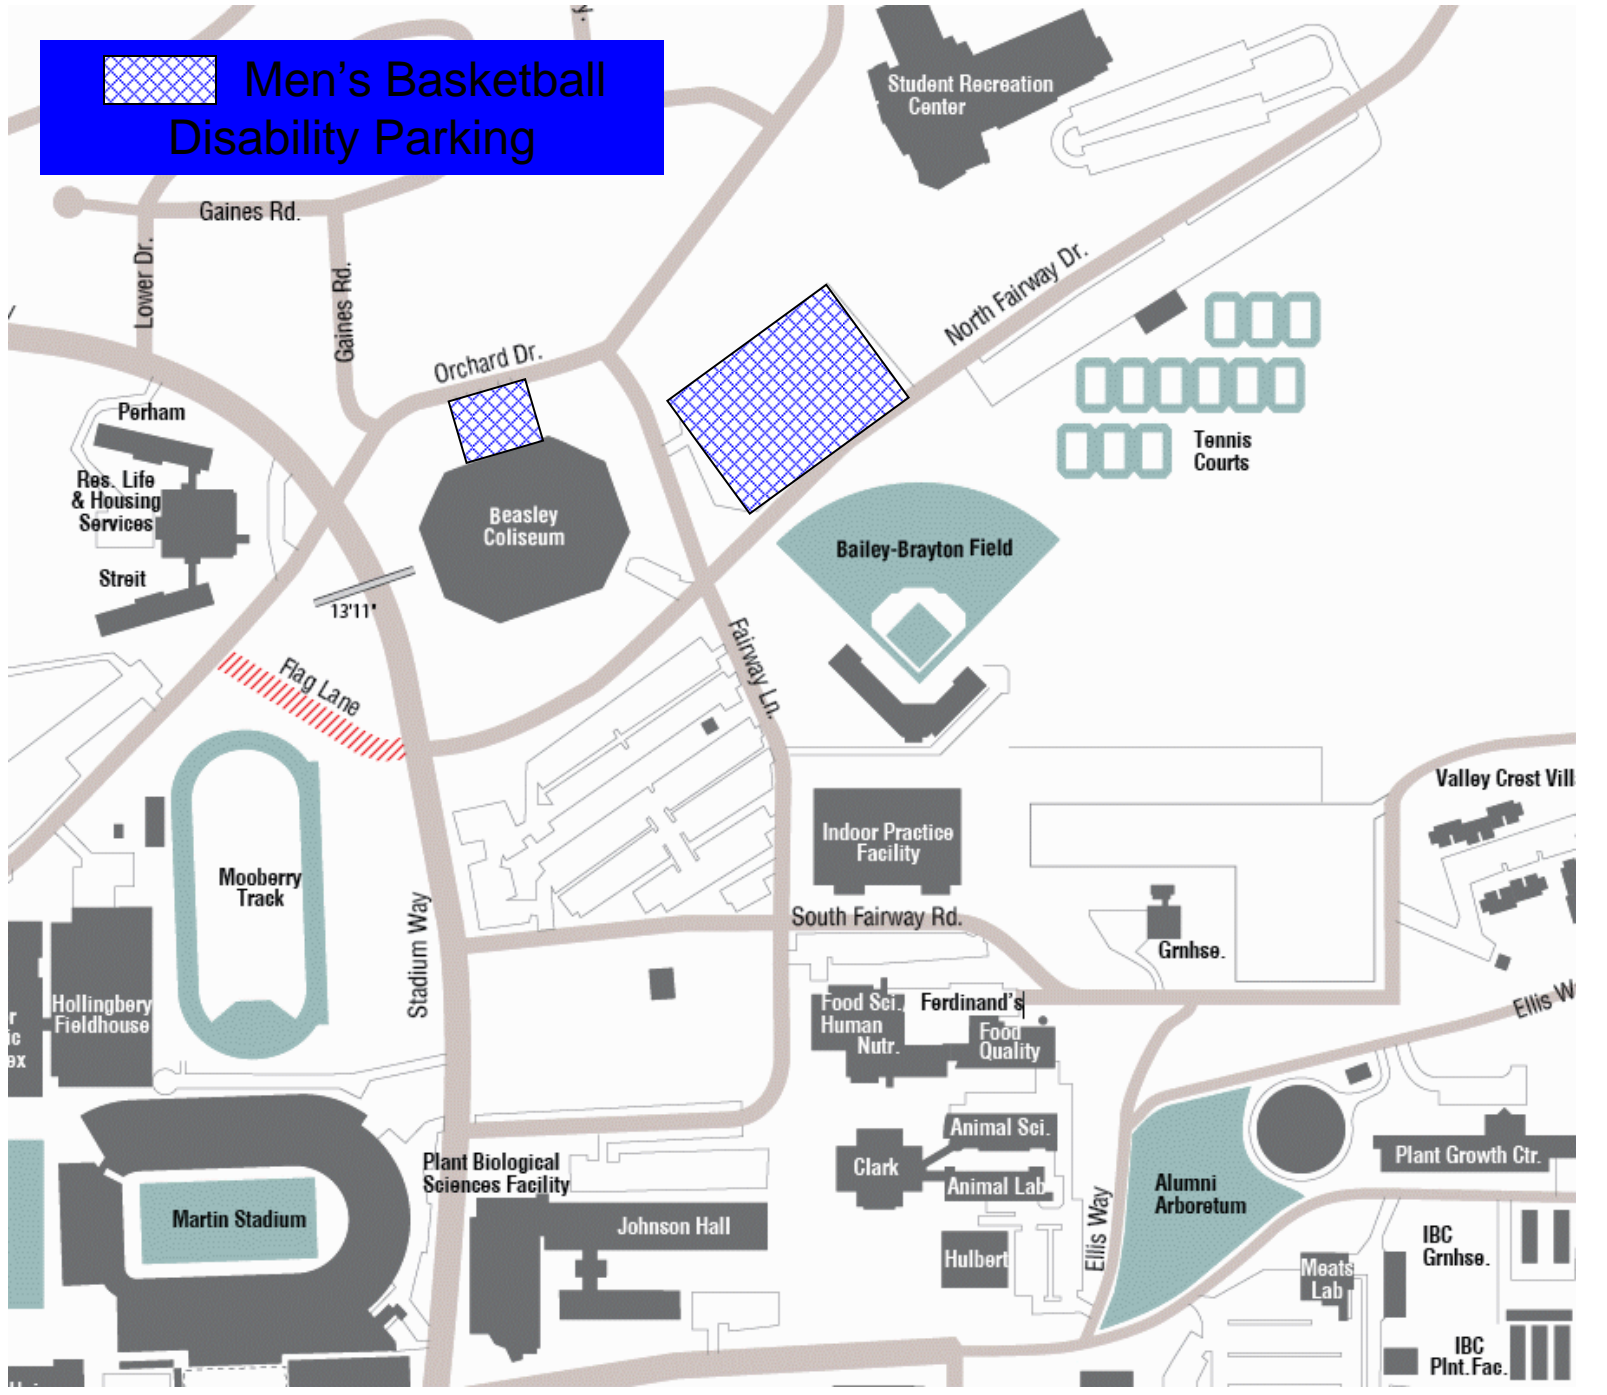 Men's Basketball
Disability Parking
Student Recreation
Center
Gaines Rd.
Lower Dr.
Gaines Rd.
Orchard Dr.
North Fairway Dr.
Perham
Res. Life
& Housing
Services
Streit
Beasley
Coliseum
13'11"
Tennis
Courts
Bailey-Brayton Field
Flag Lane
Fairway Ln.
Valley Crest Vill
Indoor Practice
Facility
Mooberry
Track
Stadium Way
South Fairway Rd.
Grnhse.
Hollingbery
Fieldhouse
Food Sci.,
Human
Nutr.
Ferdinand's
Food
Quality
Ellis Wa
Animal Sci.
Clark
Animal Lab
Plant Growth Ctr.
Plant Biological
Sciences Facility
Alumni
Arboretum
Martin Stadium
Johnson Hall
Ellis Way
Hulbert
IBC
Grnhse.
Meats
Lab
IBC
Plnt.Fac.